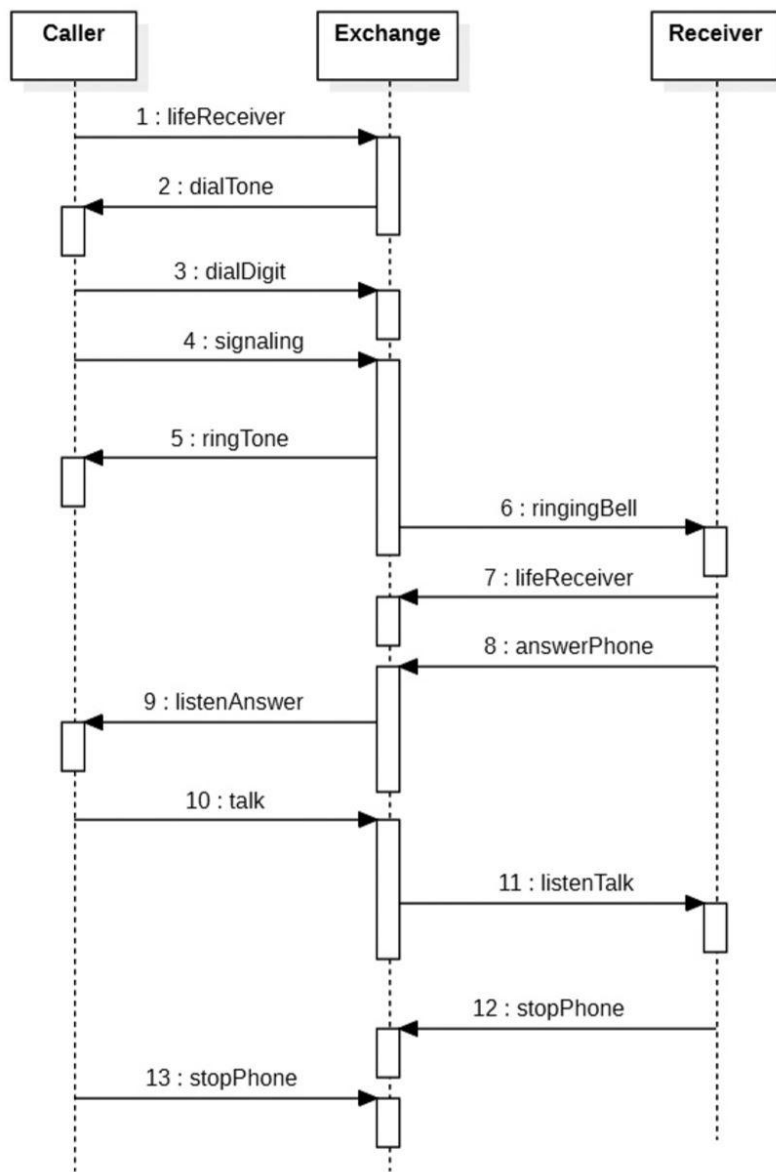 Caller
Exchange
Receiver
1 : lifeReceiver
2 : dialTone
3 : dialDigit
4 : signaling
5 : ringTone
6 : ringingBell
7 : lifeReceiver
8 : answerPhone
9 : listenAnswer
10 : talk
11 : listenTalk
12 : stopPhone
13 : stopPhone